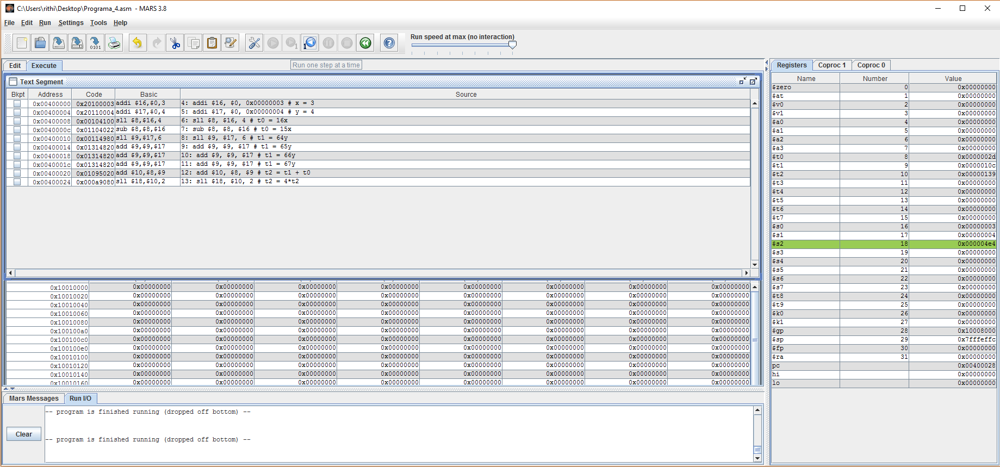 C:\Users\rithi\Desktop\Programa_4.asm - MARS 3.8
File Edit Run Settings Tools Help
Run speed at max (no interaction)
Edit Execute
Run one step at a time
Text Segment
Bkpt Address Code Basic Source
0x00400000 0x20100003 addi $16,$0,3 4: addi $16, $0, 0x00000003 # x = 3
0x00400004 0x20110004 addi $17,$0,4 5: addi $17, $0, 0x00000004 # y = 4
0x00400008 0x00104100 sll $8,$16,4 6: sll $8, $16, 4 # t0 = 16x
0x0040000c 0x01104022 sub $8,$8,$16 7: sub $8, $8, $16 # t0 = 15x
0x00400010 0x00114980 sll $9,$17,6 8: sll $9, $17, 6 # t1 = 64y
0x00400014 0x01314820 add $9,$9,$17 9: add $9, $9, $17 # t1 = 65y
0x00400018 0x01314820 add $9,$9,$17 10: add $9, $9, $17 # t1 = 66y
0x0040001c 0x01314820 add $9,$9,$17 11: add $9, $9, $17 # t1 = 67y
0x00400020 0x01095020 add $10,$8,$9 12: add $10, $8, $9 # t2 = t1 + t0
0x00400024 0x000a9080 sll $18,$10,2 13: sll $18, $10, 2 # t2 = 4*t2
0x10010000 0x00000000 0x00000000 0x00000000 0x00000000 0x00000000 0x00000000 0x00000000 0x00000000
0x10010020 0x00000000 0x00000000 0x00000000 0x00000000 0x00000000 0x00000000 0x00000000 0x00000000
0x10010040 0x00000000 0x00000000 0x00000000 0x00000000 0x00000000 0x00000000 0x00000000 0x00000000
0x10010060 0x00000000 0x00000000 0x00000000 0x00000000 0x00000000 0x00000000 0x00000000 0x00000000
0x10010080 0x00000000 0x00000000 0x00000000 0x00000000 0x00000000 0x00000000 0x00000000 0x00000000
0x100100a0 0x00000000 0x00000000 0x00000000 0x00000000 0x00000000 0x00000000 0x00000000 0x00000000
0x100100c0 0x00000000 0x00000000 0x00000000 0x00000000 0x00000000 0x00000000 0x00000000 0x00000000
0x100100e0 0x00000000 0x00000000 0x00000000 0x00000000 0x00000000 0x00000000 0x00000000 0x00000000
0x10010100 0x00000000 0x00000000 0x00000000 0x00000000 0x00000000 0x00000000 0x00000000 0x00000000
0x10010120 0x00000000 0x00000000 0x00000000 0x00000000 0x00000000 0x00000000 0x00000000 0x00000000
0x10010140 0x00000000 0x00000000 0x00000000 0x00000000 0x00000000 0x00000000 0x00000000 0x00000000
0x10010160 0x00000000 0x00000000 0x00000000 0x00000000 0x00000000 0x00000000 0x00000000 0x00000000
Mars Messages Run I/O
-- program is finished running (dropped off bottom) --
Clear
-- program is finished running (dropped off bottom) --
Registers Coproc 1 Coproc 0
Name Number Value
$zero 0 0x00000000
$at 1 0x00000000
$v0 2 0x00000000
$v1 3 0x00000000
$a0 4 0x00000000
$a1 5 0x00000000
$a2 6 0x00000000
$a3 7 0x00000000
$t0 8 0x0000002d
$t1 9 0x0000010c
$t2 10 0x00000139
$t3 11 0x00000000
$t4 12 0x00000000
$t5 13 0x00000000
$t6 14 0x00000000
$t7 15 0x00000000
$s0 16 0x00000003
$s1 17 0x00000004
$s2 18 0x000004e4
$s3 19 0x00000000
$s4 20 0x00000000
$s5 21 0x00000000
$s6 22 0x00000000
$s7 23 0x00000000
$t8 24 0x00000000
$t9 25 0x00000000
$k0 26 0x00000000
$k1 27 0x00000000
$gp 28 0x10008000
$sp 29 0x7fffeffc
$fp 30 0x00000000
$ra 31 0x00000000
pc 0x00400028
hi 0x00000000
lo 0x00000000